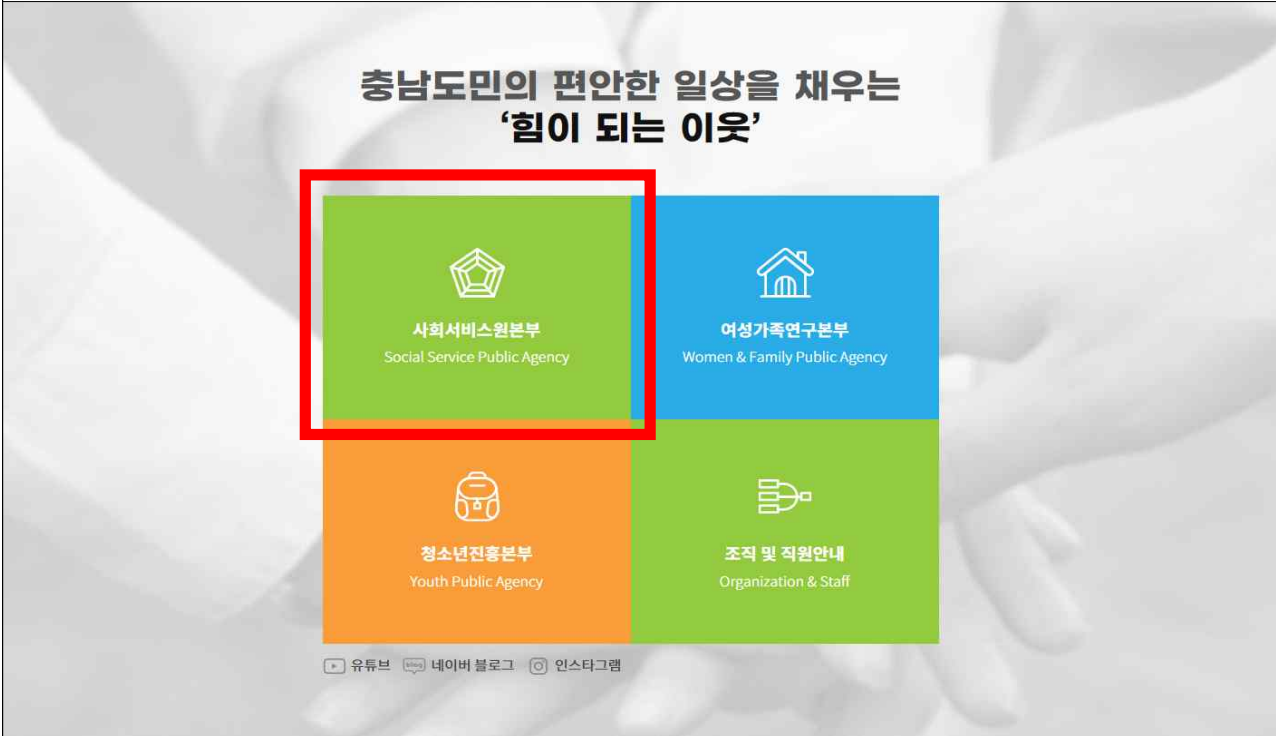 충남도민의 편안한 일상을 채우는
‘힘이 되는 이웃’
사회서비스원본부
Social Service Public Agency
여성가족연구본부
Women & Family Public Agency
청소년진흥본부
Youth Public Agency
조직 및 직원안내
Organization & Staff
유튜브 blog 네이버 블로그 인스타그램